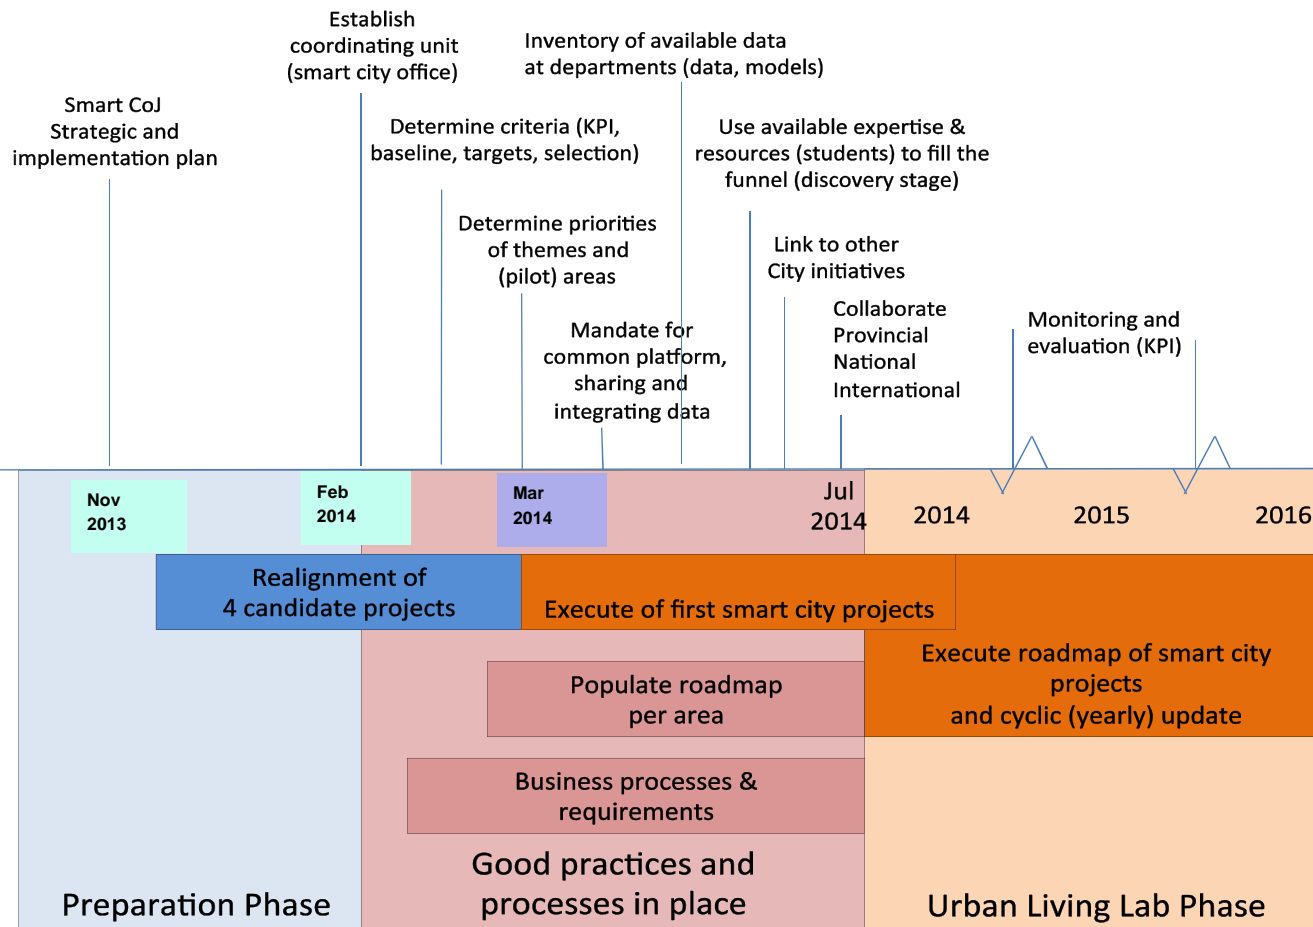 Establish
coordinating unit
(smart city office)
Inventory of available data
at departments (data, models)
Smart CoJ
Strategic and
implementation plan
Determine criteria (KPI,
baseline, targets, selection)
Use available expertise &
resources (students) to fill the
funnel (discovery stage)
Determine priorities
of themes and
(pilot) areas
Link to other
City initiatives
Mandate for
common platform,
sharing and
integrating data
Collaborate
Provincial
National
International
Monitoring and
evaluation (KPI)
Nov
2013
Feb
2014
Mar
2014
Jul
2014
2014
2015
2016
Realignment of
4 candidate projects
Execute of first smart city projects
Execute roadmap of smart city
projects
and cyclic (yearly) update
Populate roadmap
per area
Business processes &
requirements
Preparation Phase
Good practices and
processes in place
Urban Living Lab Phase